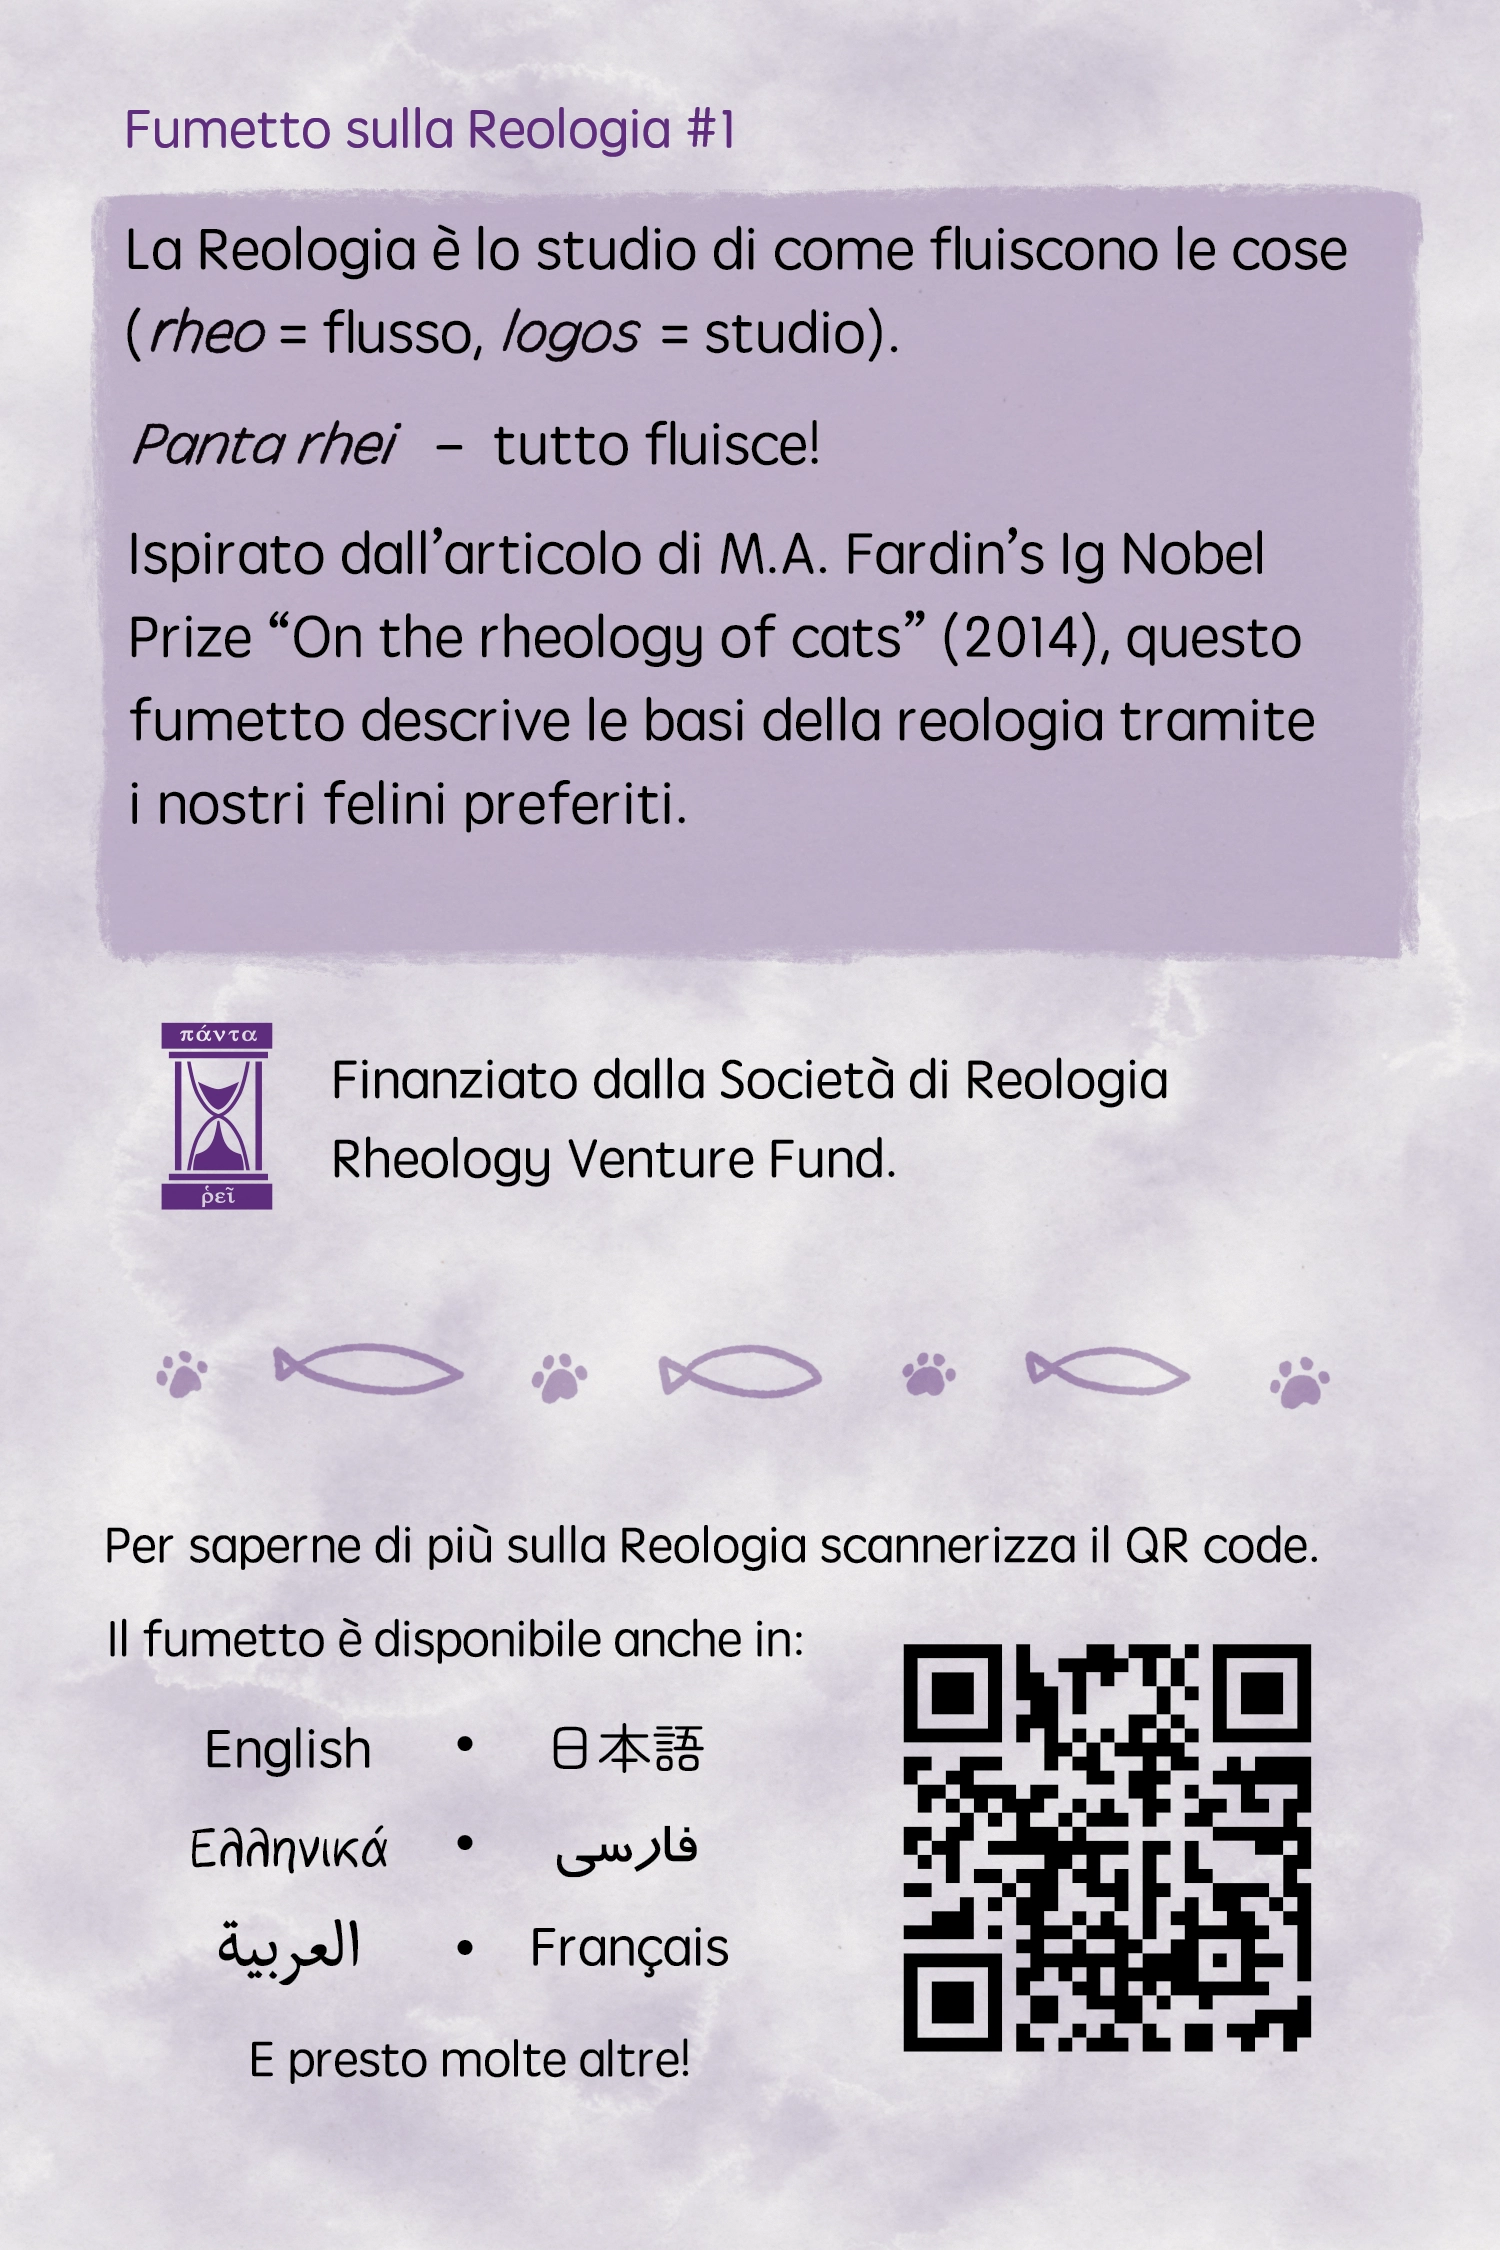 Fumetto sulla Reologia #1
La Reologia è lo studio di come fluiscono le cose
(rheo = flusso, logos = studio).
Panta rhei – tutto fluisce!
Ispirato dall’articolo di M.A. Fardin’s Ig Nobel
Prize “On the rheology of cats” (2014), questo
fumetto descrive le basi della reologia tramite
i nostri felini preferiti.
πάντα
ῥεῖ
Finanziato dalla Società di Reologia
Rheology Venture Fund.
Per saperne di più sulla Reologia scannerizza il QR code.
Il fumetto è disponibile anche in:
English • 日本語
Ελληνικά • فارسی
العربية • Français
E presto molte altre!